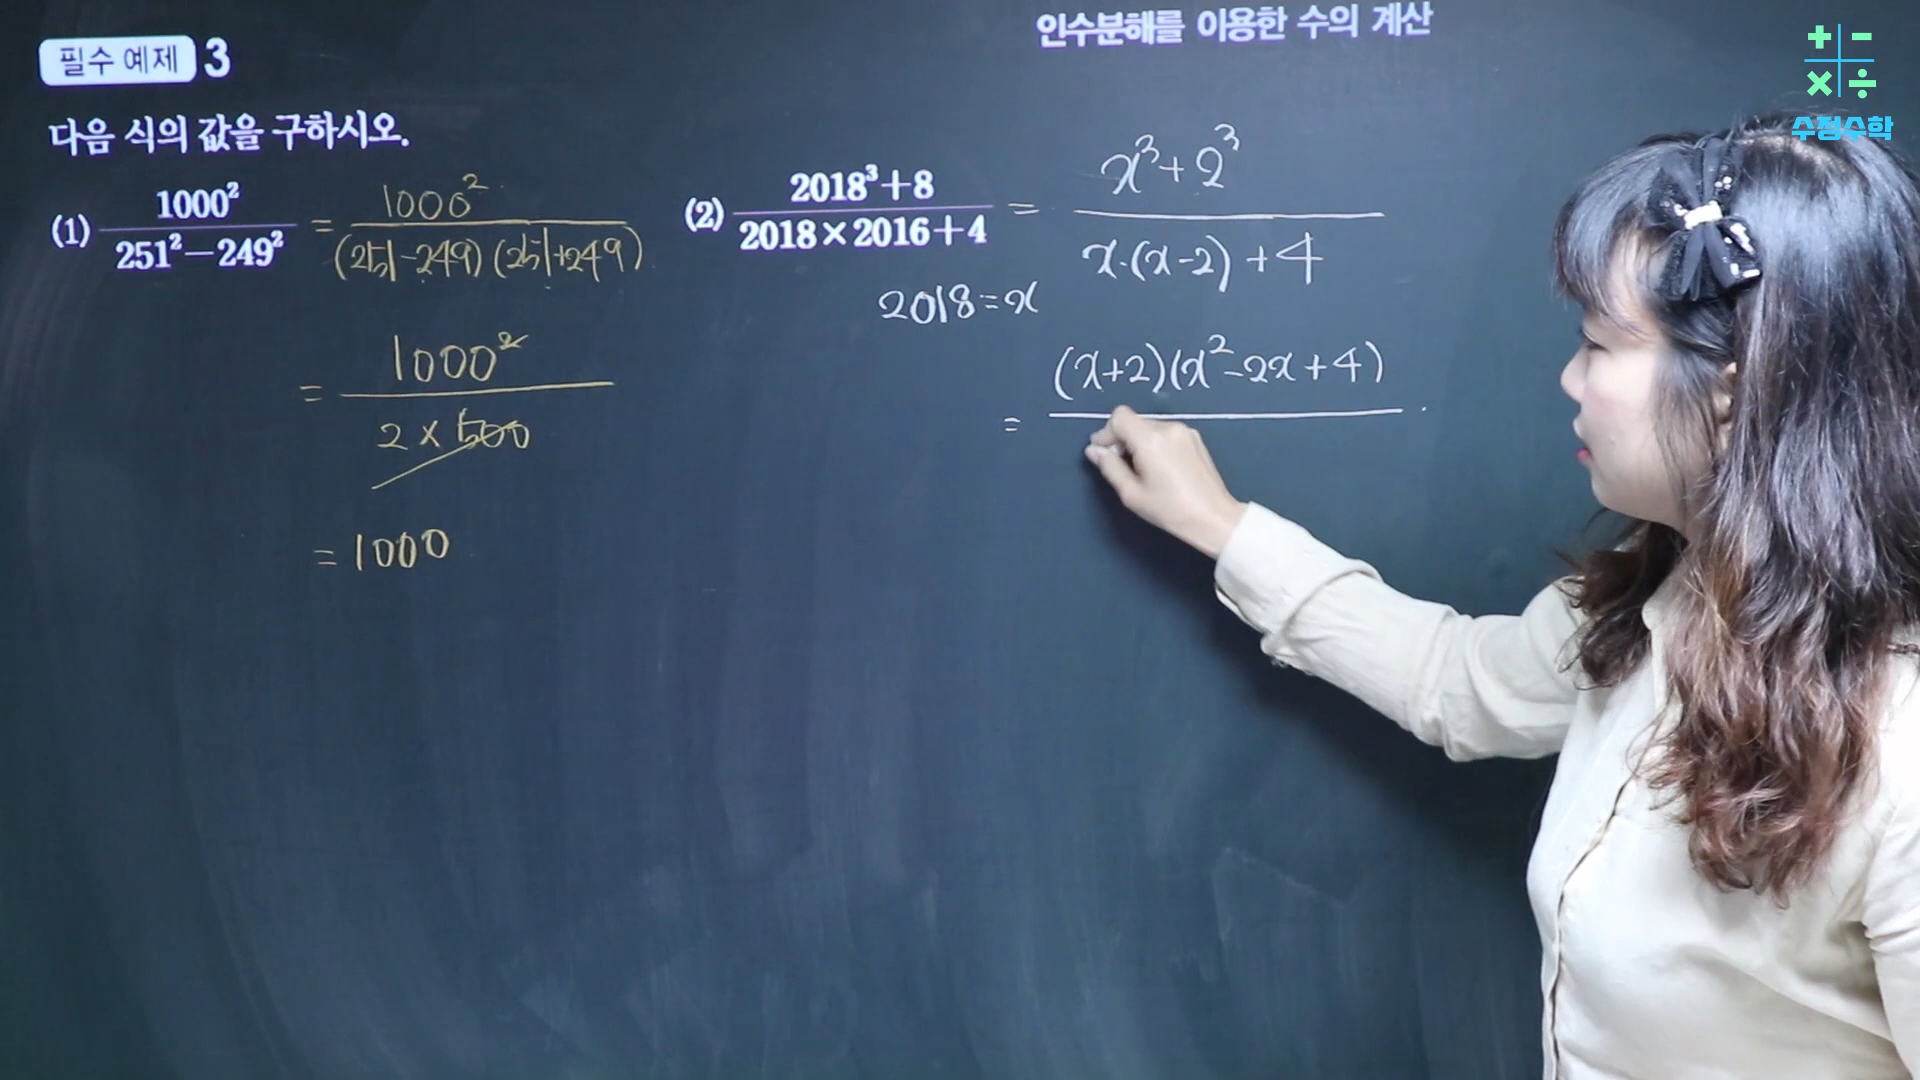 인수분해를 이용한 수의 계산
필수 예제 3
다음 식의 값을 구하시오.
(1) 1000² / 251²−249² = 1000² / (251-249)(251+249)
= 1000² / 2 × 500
= 1000
(2) 2018³+8 / 2018×2016+4 = x³+2³ / x·(x-2)+4
2018=x
= (x+2)(x²-2x+4)
+ −
× ÷
수정수학